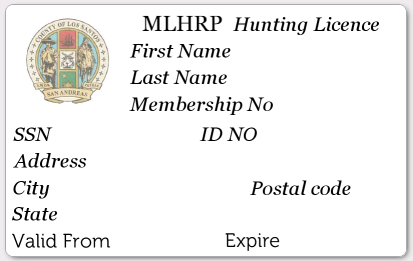 COUNTY OF LOS SANTOS
SAN ANDREAS
MLHRP Hunting Licence
First Name
Last Name
Membership No
SSN ID NO
Address
City Postal code
State
Valid From Expire